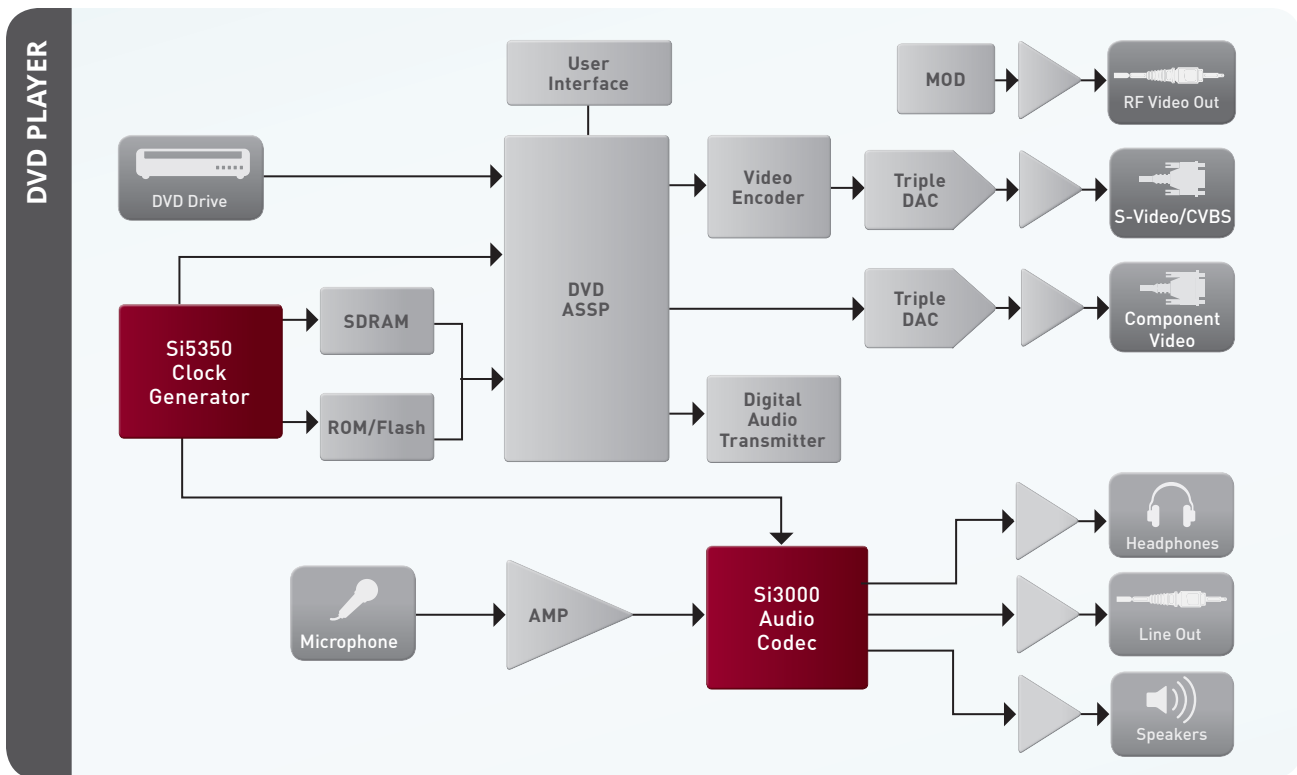 DVD PLAYER
User
Interface
MOD
RF Video Out
DVD Drive
Video
Encoder
Triple
DAC
S-Video/CVBS
DVD
ASSP
Triple
DAC
Component
Video
Si5350
Clock
Generator
SDRAM
ROM/Flash
Digital
Audio
Transmitter
Headphones
Microphone
AMP
Si3000
Audio
Codec
Line Out
Speakers